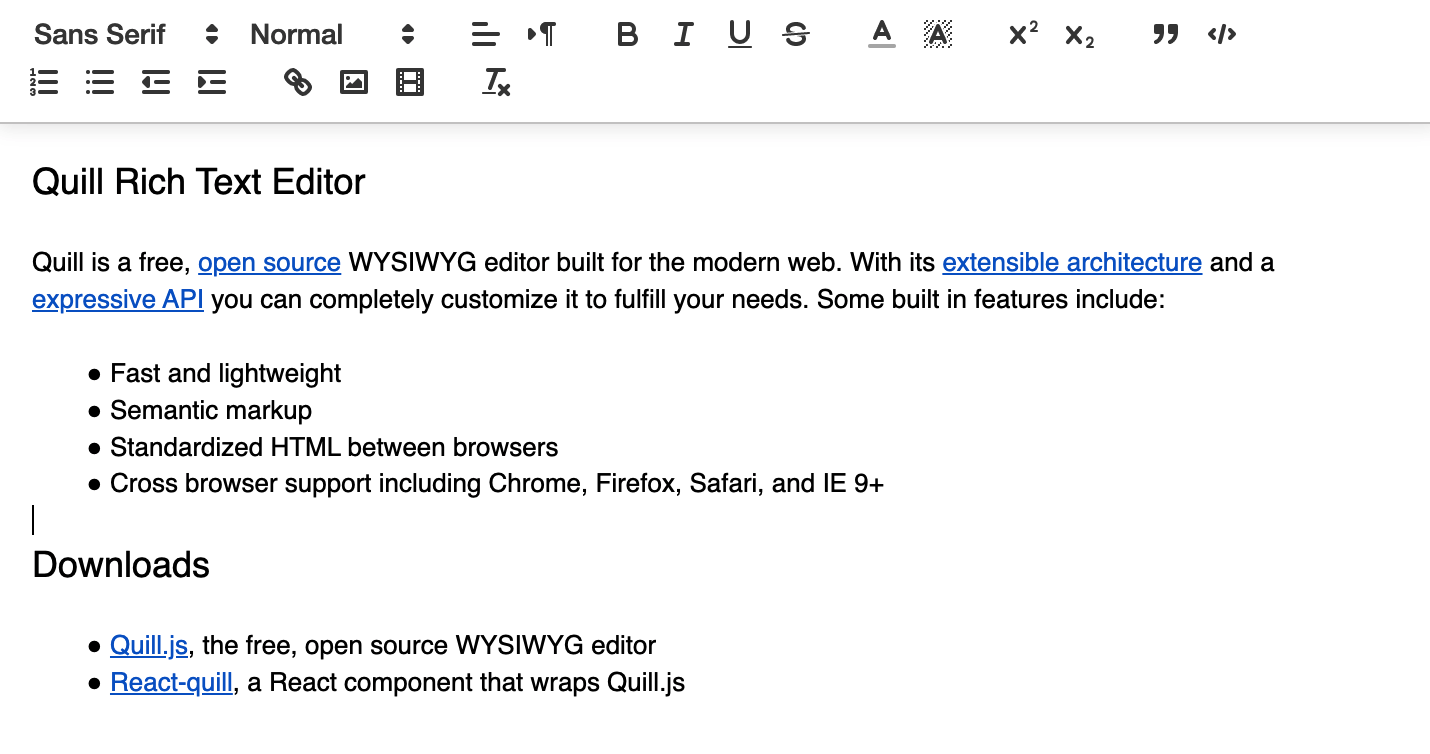 Sans Serif Normal
Quill Rich Text Editor
Quill is a free, open source WYSIWYG editor built for the modern web. With its extensible architecture and a
expressive API you can completely customize it to fulfill your needs. Some built in features include:
● Fast and lightweight
● Semantic markup
● Standardized HTML between browsers
● Cross browser support including Chrome, Firefox, Safari, and IE 9+
Downloads
● Quill.js, the free, open source WYSIWYG editor
● React-quill, a React component that wraps Quill.js